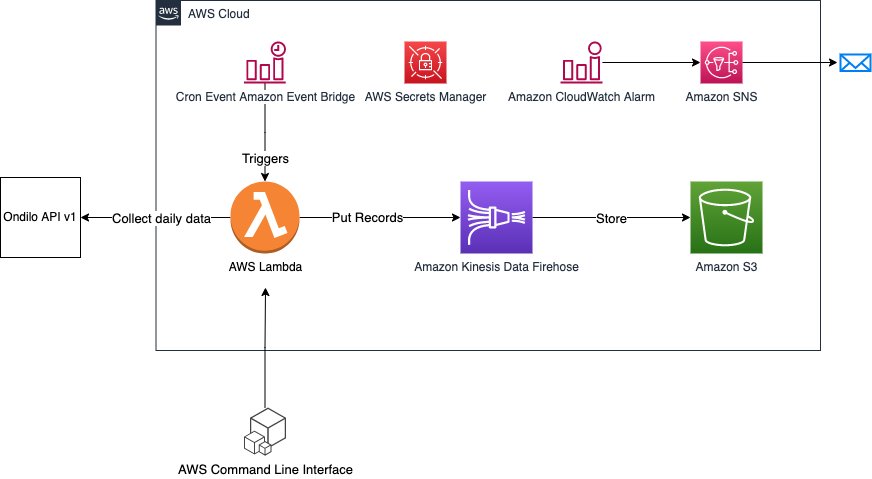 aws
AWS Cloud
Cron Event Amazon Event Bridge
AWS Secrets Manager
Amazon CloudWatch Alarm
Amazon SNS
Triggers
Ondilo API v1
Collect daily data
Put Records
Store
AWS Lambda
Amazon Kinesis Data Firehose
Amazon S3
AWS Command Line Interface